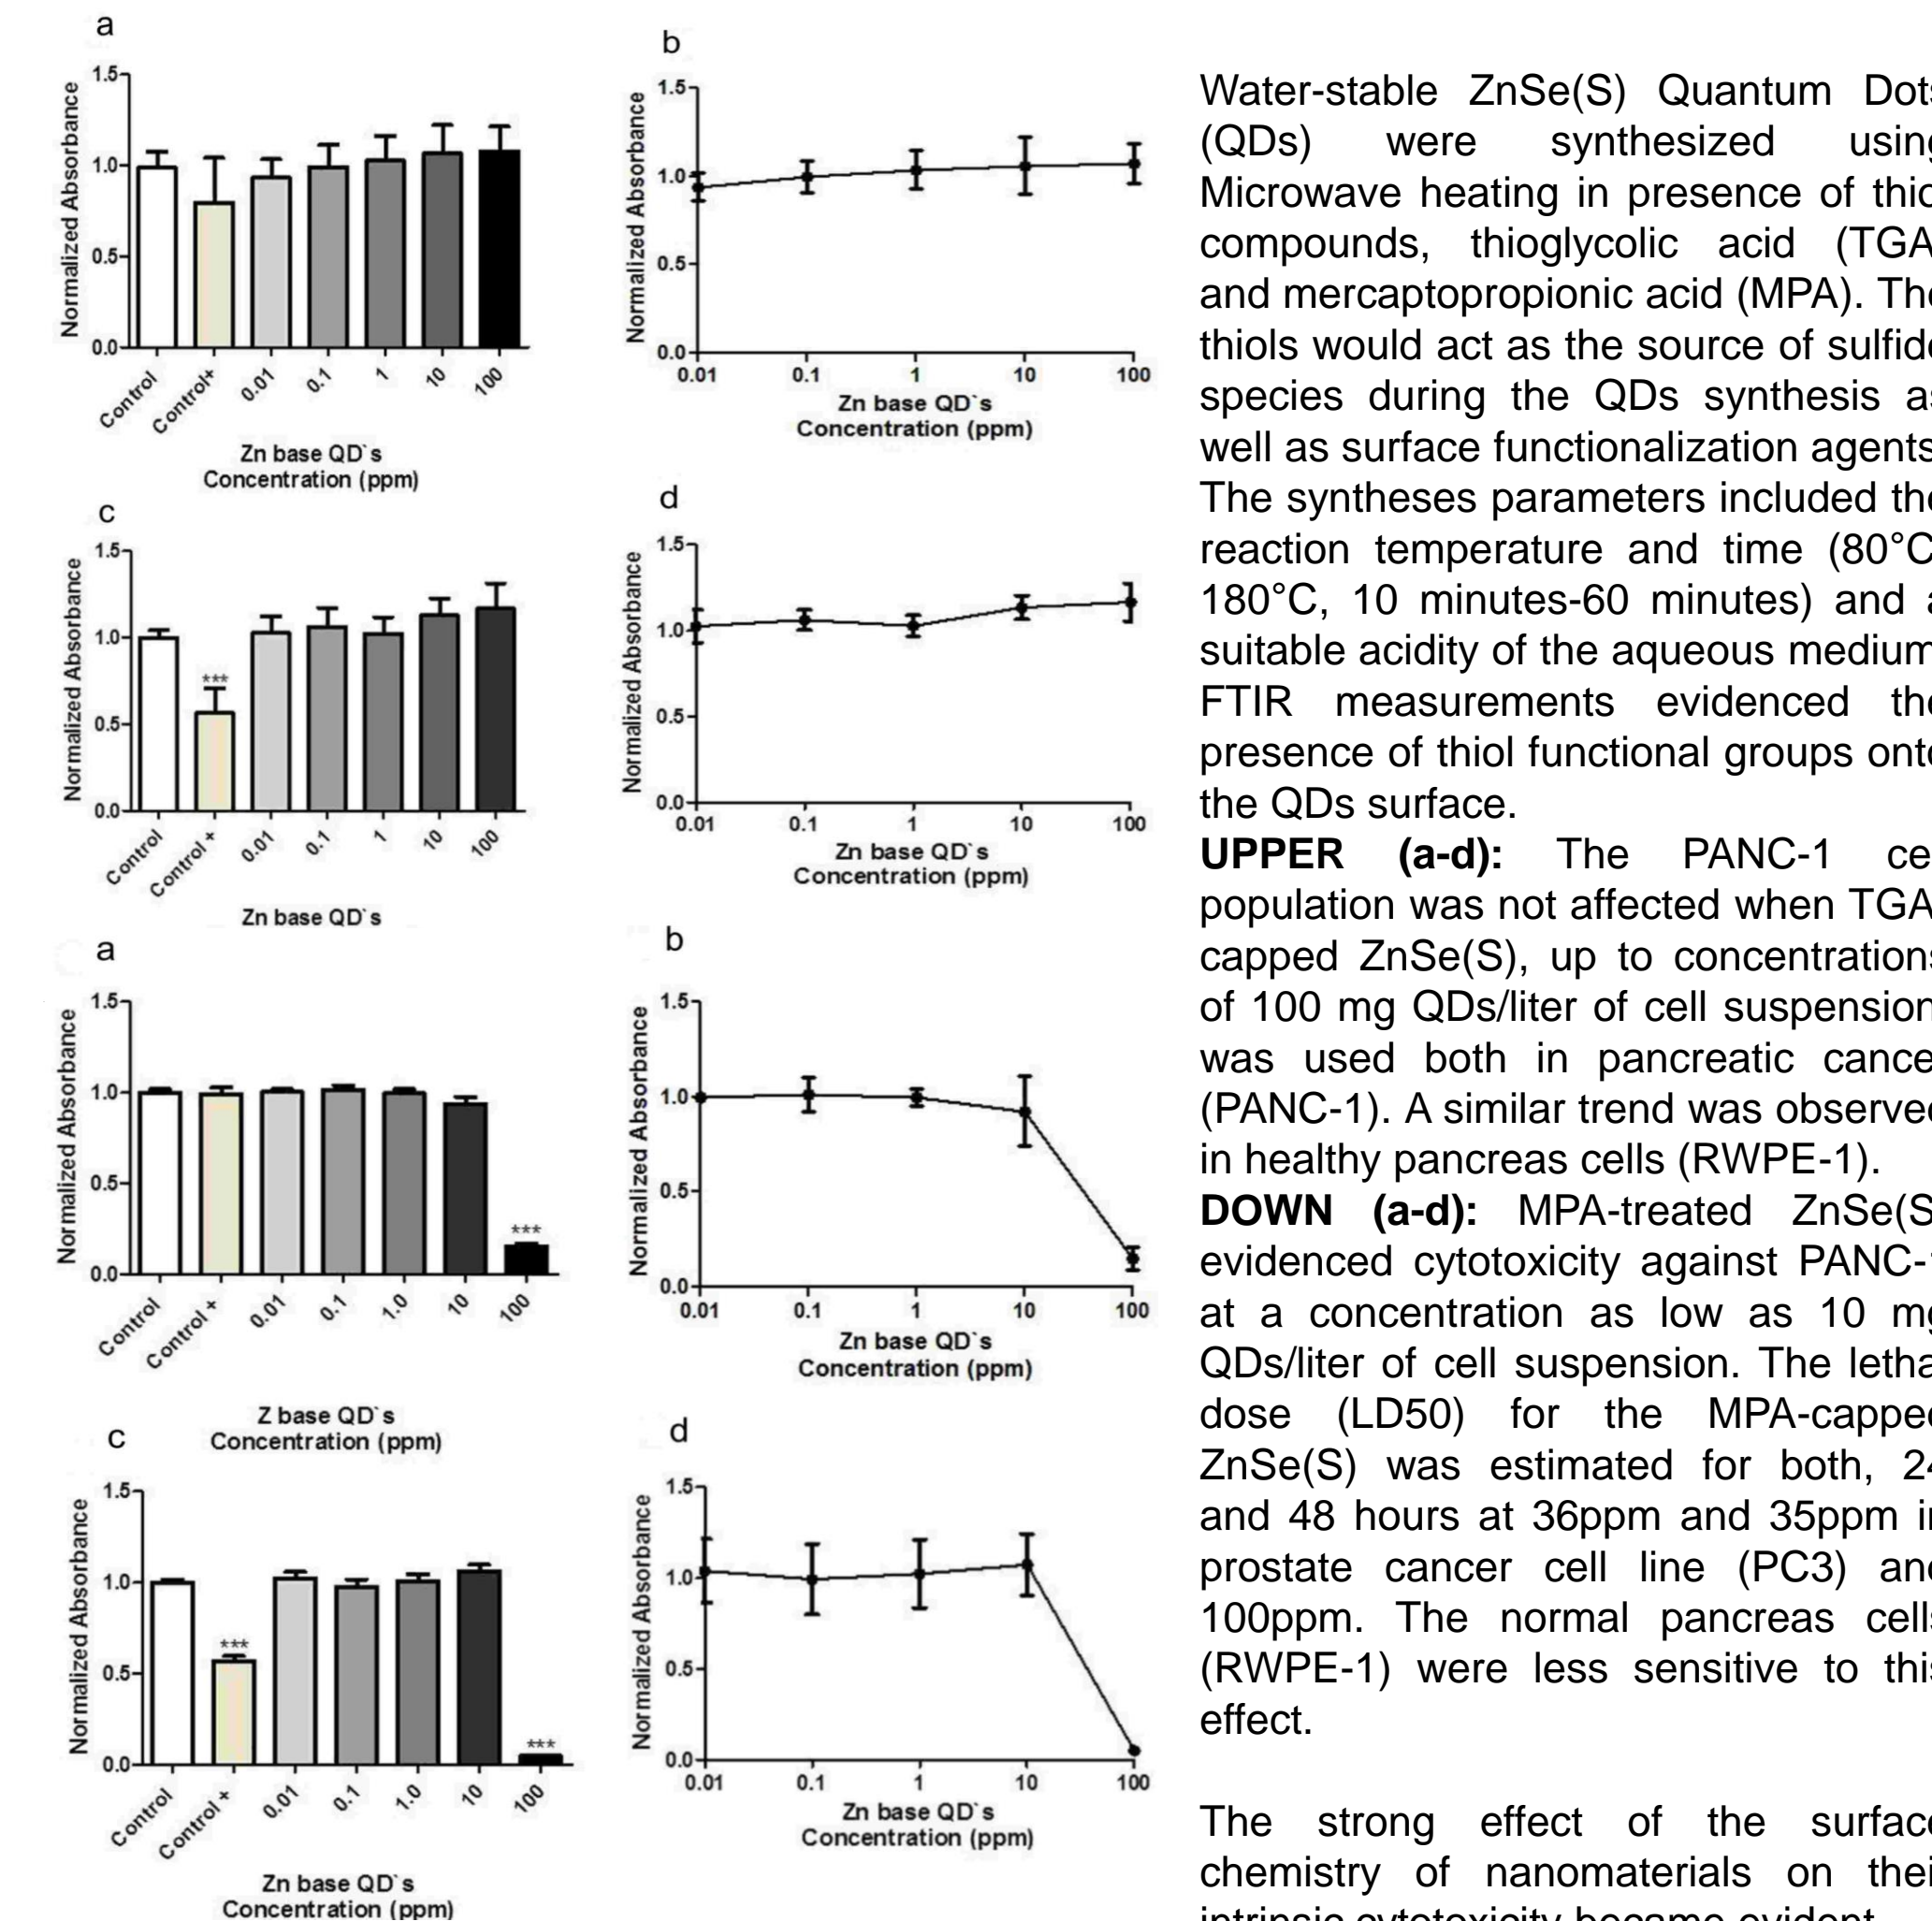 a
1.5
1.0
0.5
0.0
Normalized Absorbance
Control
Control+
0.01
0.1
1
10
100
Zn base QD`s
Concentration (ppm)
b
1.5
1.0
0.5
0.0
Normalized Absorbance
0.01 0.1 1 10 100
Zn base QD`s
Concentration (ppm)
c
1.5
1.0
0.5
0.0
Normalized Absorbance
***
Control
Control +
0.01
0.1
1
10
100
Zn base QD`s
d
1.5
1.0
0.5
0.0
Normalized Absorbance
0.01 0.1 1 10 100
Zn base QD`s
Concentration (ppm)
a
1.5
1.0
0.5
0.0
Normalized Absorbance
***
Control
Control +
0.01
0.1
1.0
10
100
Z base QD`s
Concentration (ppm)
b
1.5
1.0
0.5
0.0
Normalized Absorbance
0.01 0.1 1 10 100
Zn base QD`s
Concentration (ppm)
c
1.5
1.0
0.5
0.0
Normalized Absorbance
***
***
Control
Control +
0.01
0.1
1.0
10
100
Zn base QD`s
Concentration (ppm)
d
1.5
1.0
0.5
0.0
Normalized Absorbance
0.01 0.1 1 10 100
Zn base QD`s
Concentration (ppm)
Water-stable ZnSe(S) Quantum Dots
(QDs) were synthesized using
Microwave heating in presence of thio
compounds, thioglycolic acid (TGA)
and mercaptopropionic acid (MPA). The
thiols would act as the source of sulfide
species during the QDs synthesis as
well as surface functionalization agents.
The syntheses parameters included the
reaction temperature and time (80°C
180°C, 10 minutes-60 minutes) and a
suitable acidity of the aqueous medium.
FTIR measurements evidenced the
presence of thiol functional groups onto
the QDs surface.
UPPER (a-d): The PANC-1 cel
population was not affected when TGA
capped ZnSe(S), up to concentrations
of 100 mg QDs/liter of cell suspension
was used both in pancreatic cancer
(PANC-1). A similar trend was observed
in healthy pancreas cells (RWPE-1).
DOWN (a-d): MPA-treated ZnSe(S)
evidenced cytotoxicity against PANC-1
at a concentration as low as 10 mg
QDs/liter of cell suspension. The lethal
dose (LD50) for the MPA-capped
ZnSe(S) was estimated for both, 24
and 48 hours at 36ppm and 35ppm in
prostate cancer cell line (PC3) and
100ppm. The normal pancreas cells
(RWPE-1) were less sensitive to this
effect.
The strong effect of the surface
chemistry of nanomaterials on their
intrinsic cytotoxicity became evident